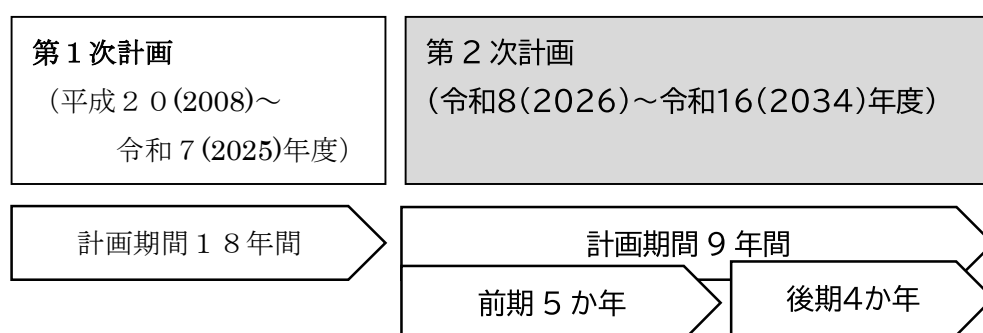 第１次計画
（平成２０(2008)～
令和７(2025)年度）
第 2 次計画
（令和8（2026）～令和16（2034）年度）
計画期間１８年間
計画期間 9 年間
前期 5 か年
後期4か年